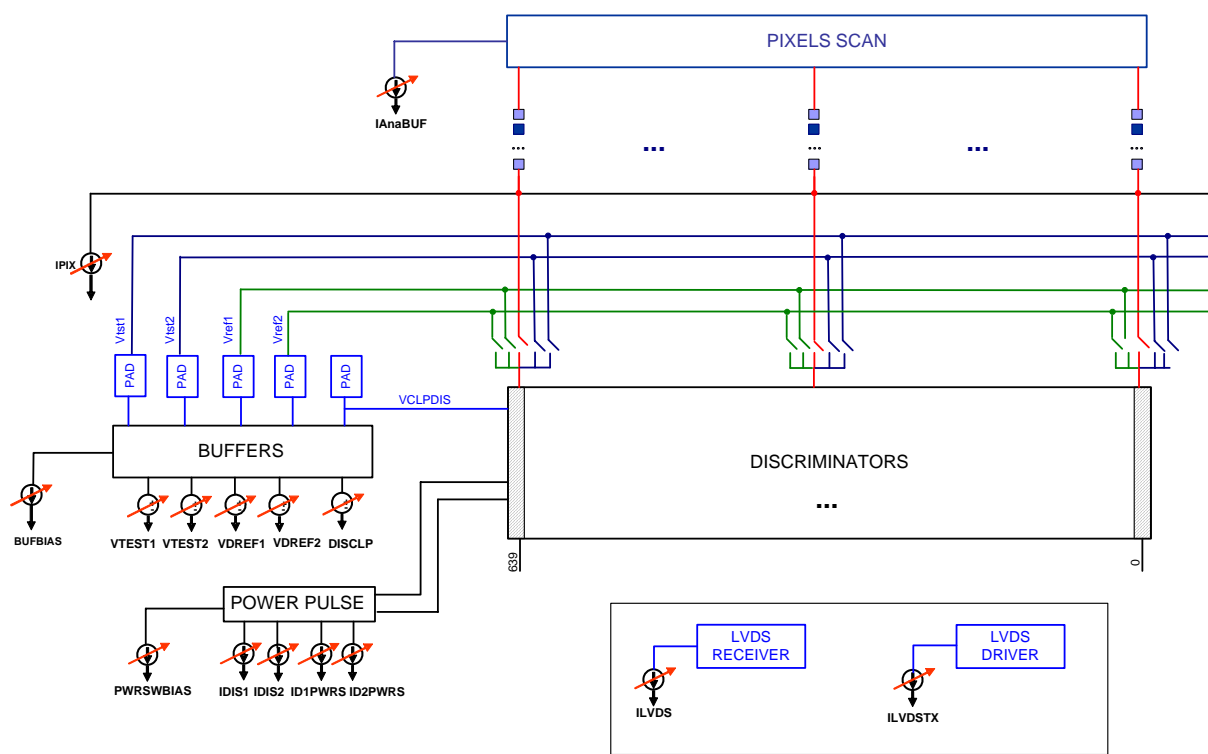 PIXELS SCAN
IAnaBUF
...
...
...
...
...
IPIX
Vtst1
Vtst2
Vref1
Vref2
PAD
PAD
PAD
PAD
PAD
VCLPDIS
BUFFERS
DISCRIMINATORS
...
BUFBIAS
VTEST1
VTEST2
VDREF1
VDREF2
DISCLP
639
0
POWER PULSE
PWRSWBIAS
IDIS1
IDIS2
ID1PWRS
ID2PWRS
LVDS
RECEIVER
LVDS
DRIVER
ILVDS
ILVDSTX